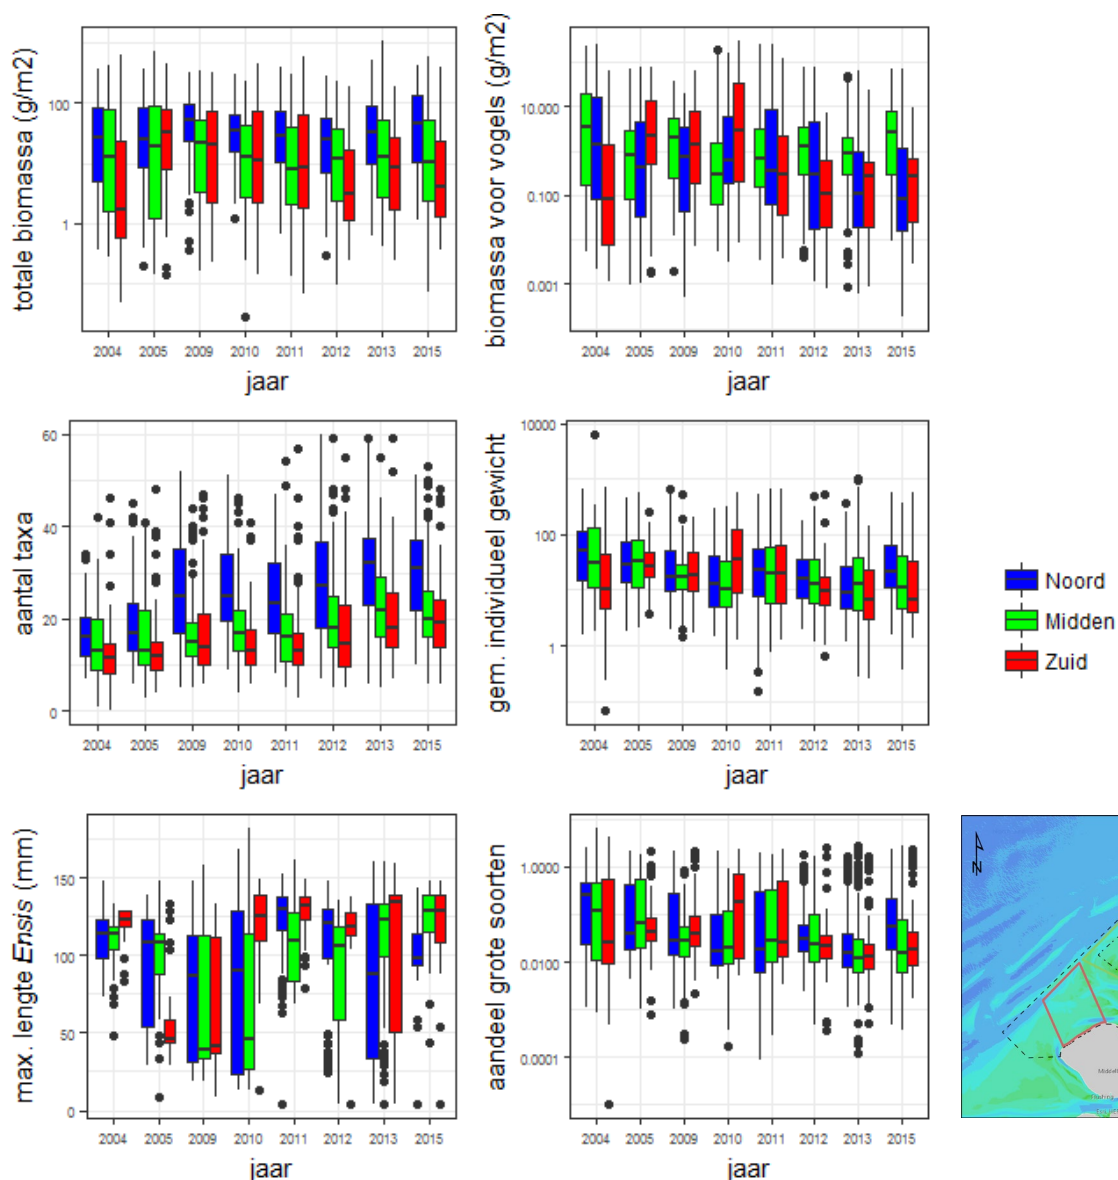 totale biomassa (g/m2)
100
1
2004 2005 2009 2010 2011 2012 2013 2015
jaar
biomassa voor vogels (g/m2)
10.000
0.100
0.001
2004 2005 2009 2010 2011 2012 2013 2015
jaar
aantal taxa
60
40
20
0
2004 2005 2009 2010 2011 2012 2013 2015
jaar
gem. individueel gewicht
10000
100
1
2004 2005 2009 2010 2011 2012 2013 2015
jaar
Noord
Midden
Zuid
max. lengte Ensis (mm)
150
100
50
0
2004 2005 2009 2010 2011 2012 2013 2015
jaar
aandeel grote soorten
1.0000
0.0100
0.0001
2004 2005 2009 2010 2011 2012 2013 2015
jaar
N